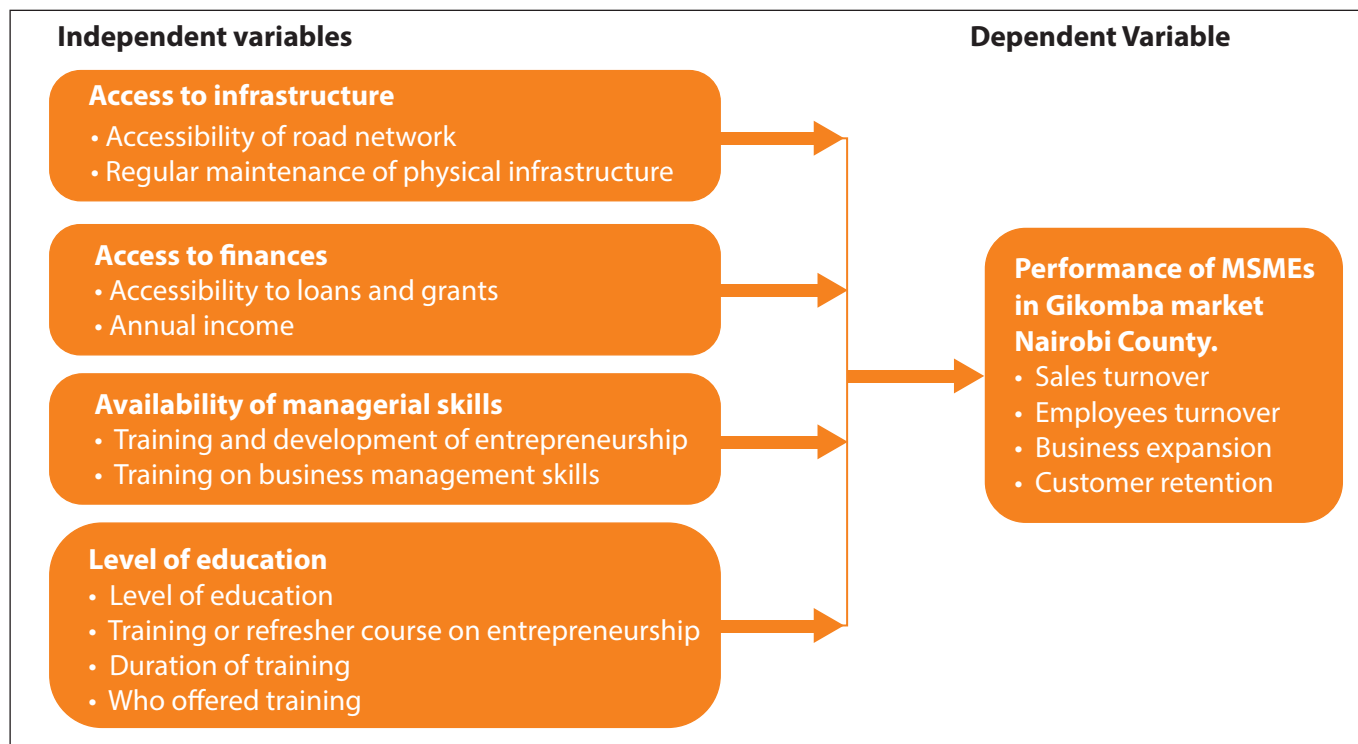 Independent variables
Dependent Variable
Access to infrastructure
• Accessibility of road network
• Regular maintenance of physical infrastructure
Access to finances
• Accessibility to loans and grants
• Annual income
Availability of managerial skills
• Training and development of entrepreneurship
• Training on business management skills
Level of education
• Level of education
• Training or refresher course on entrepreneurship
• Duration of training
• Who offered training
Performance of MSMEs
in Gikomba market
Nairobi County.
• Sales turnover
• Employees turnover
• Business expansion
• Customer retention